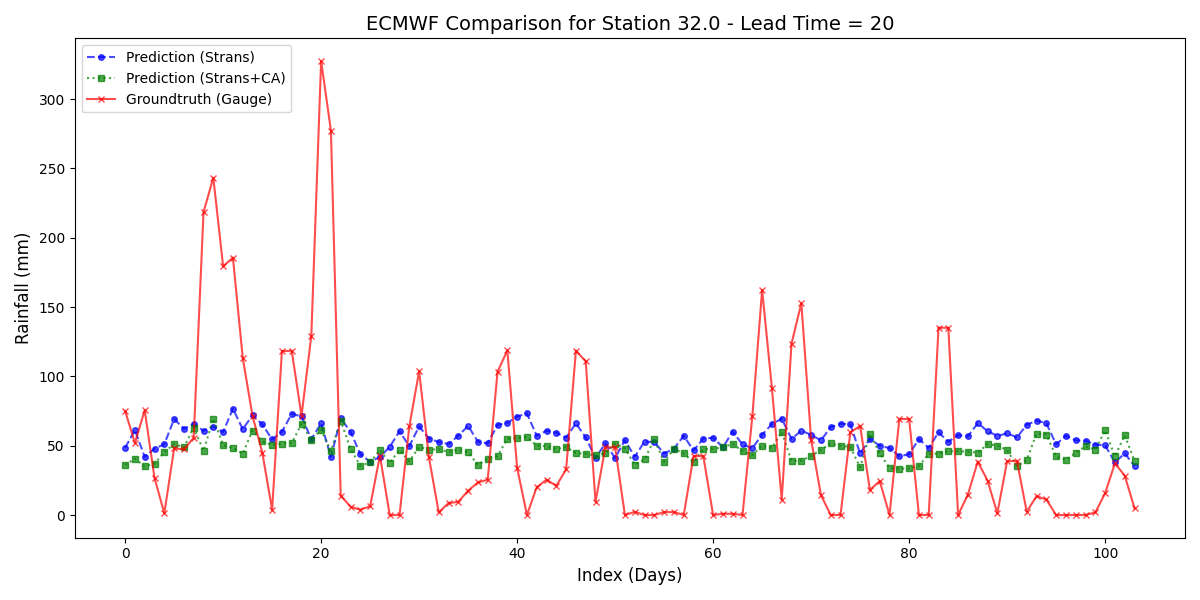 ECMWF Comparison for Station 32.0 - Lead Time = 20
Prediction (Strans)
Prediction (Strans+CA)
Groundtruth (Gauge)
Rainfall (mm)
300
250
200
150
100
50
0
0 20 40 60 80 100
Index (Days)